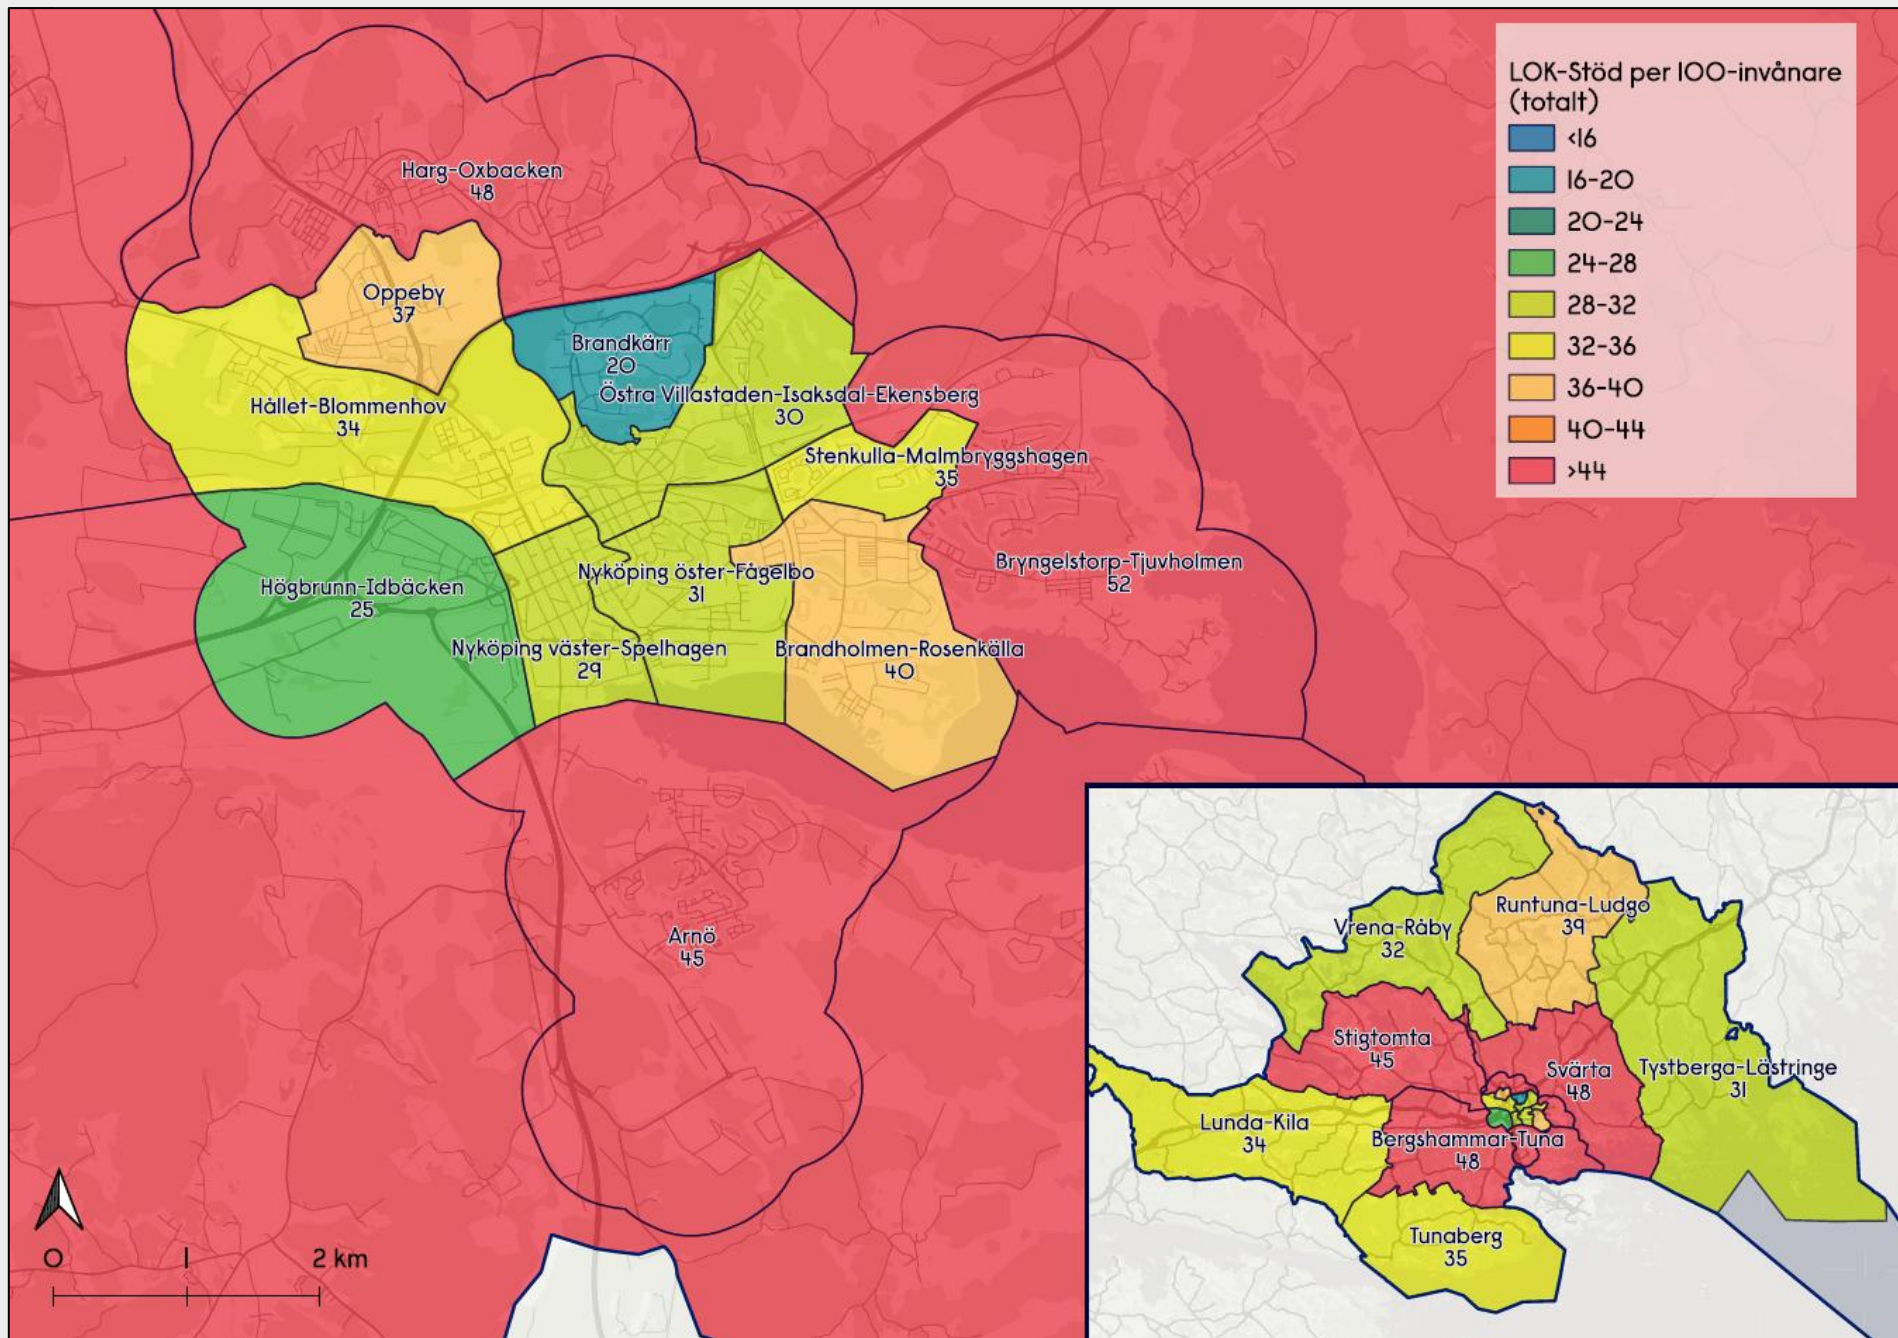 LOK-Stöd per 100-invånare
(totalt)
<16
16-20
20-24
24-28
28-32
32-36
36-40
40-44
>44
Harg-Oxbacken
48
Oppeby
37
Brandkärr
20
Östra Villastaden-Isaksdal-Ekensberg
30
Hållet-Blommenhov
34
Stenkulla-Malmbryggshagen
35
Högbrunn-Idbäcken
25
Nyköping öster-Fågelbo
31
Bryngelstorp-Tjuvholmen
52
Nyköping väster-Spelhagen
29
Brandholmen-Rosenkälla
40
Arnö
45
Runtuna-Ludgo
39
Vrena-Råby
32
Stigtomta
45
Svärta
48
Tystberga-Lästringe
31
Lunda-Kila
34
Bergshammar-Tuna
48
Tunaberg
35
0 1 2 km